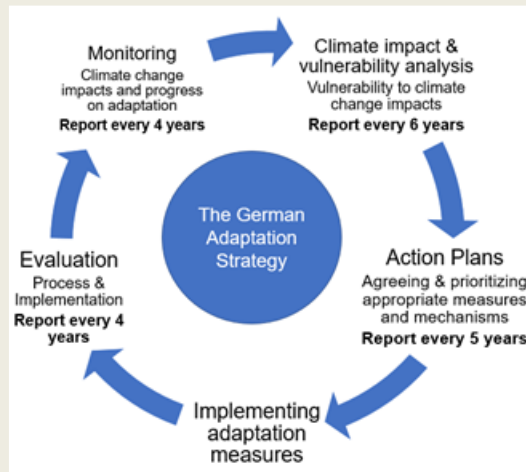 Monitoring
Climate change
impacts and progress
on adaptation
Report every 4 years
Climate impact &
vulnerability analysis
Vulnerability to climate
change impacts
Report every 6 years
Action Plans
Agreeing & prioritizing
appropriate measures
and mechanisms
Report every 5 years
Implementing
adaptation
measures
Evaluation
Process &
Implementation
Report every 4
years
The German
Adaptation
Strategy